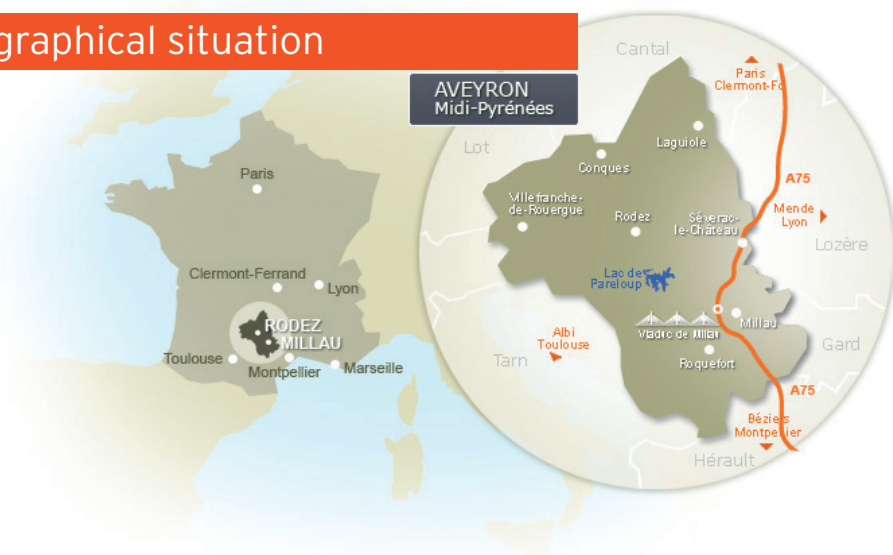 graphical situation
AVEYRON
Midi-Pyrénées
Cantal
Paris
Clermont-Fe
Lot
Laguiole
Conques
A75
Villefranche-
de-Rouergue
Rodez
Séverac-
le-Château
Mende
Lyon
Lozère
Lac de
Pareloup
Millau
Viaduc de Millau
Albi
Toulouse
Tarn
Roquefort
Gard
A75
Béziers
Montpellier
Hérault
Paris
Clermont-Ferrand
Lyon
RODEZ
MILLAU
Toulouse
Montpellier
Marseille